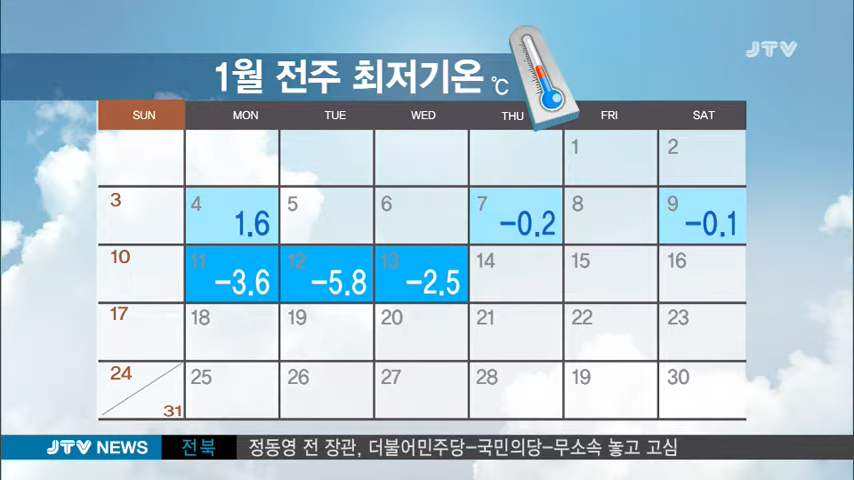 JTV
1월 전주 최저기온 ℃
SUN MON TUE WED THU FRI SAT
1 2
3 4 5 6 7 8 9
1.6 -0.2 -0.1
10 11 12 13 14 15 16
-3.6 -5.8 -2.5
17 18 19 20 21 22 23
24 25 26 27 28 19 30
31
JTV NEWS 전북 정동영 전 장관, 더불어민주당-국민의당-무소속 놓고 고심